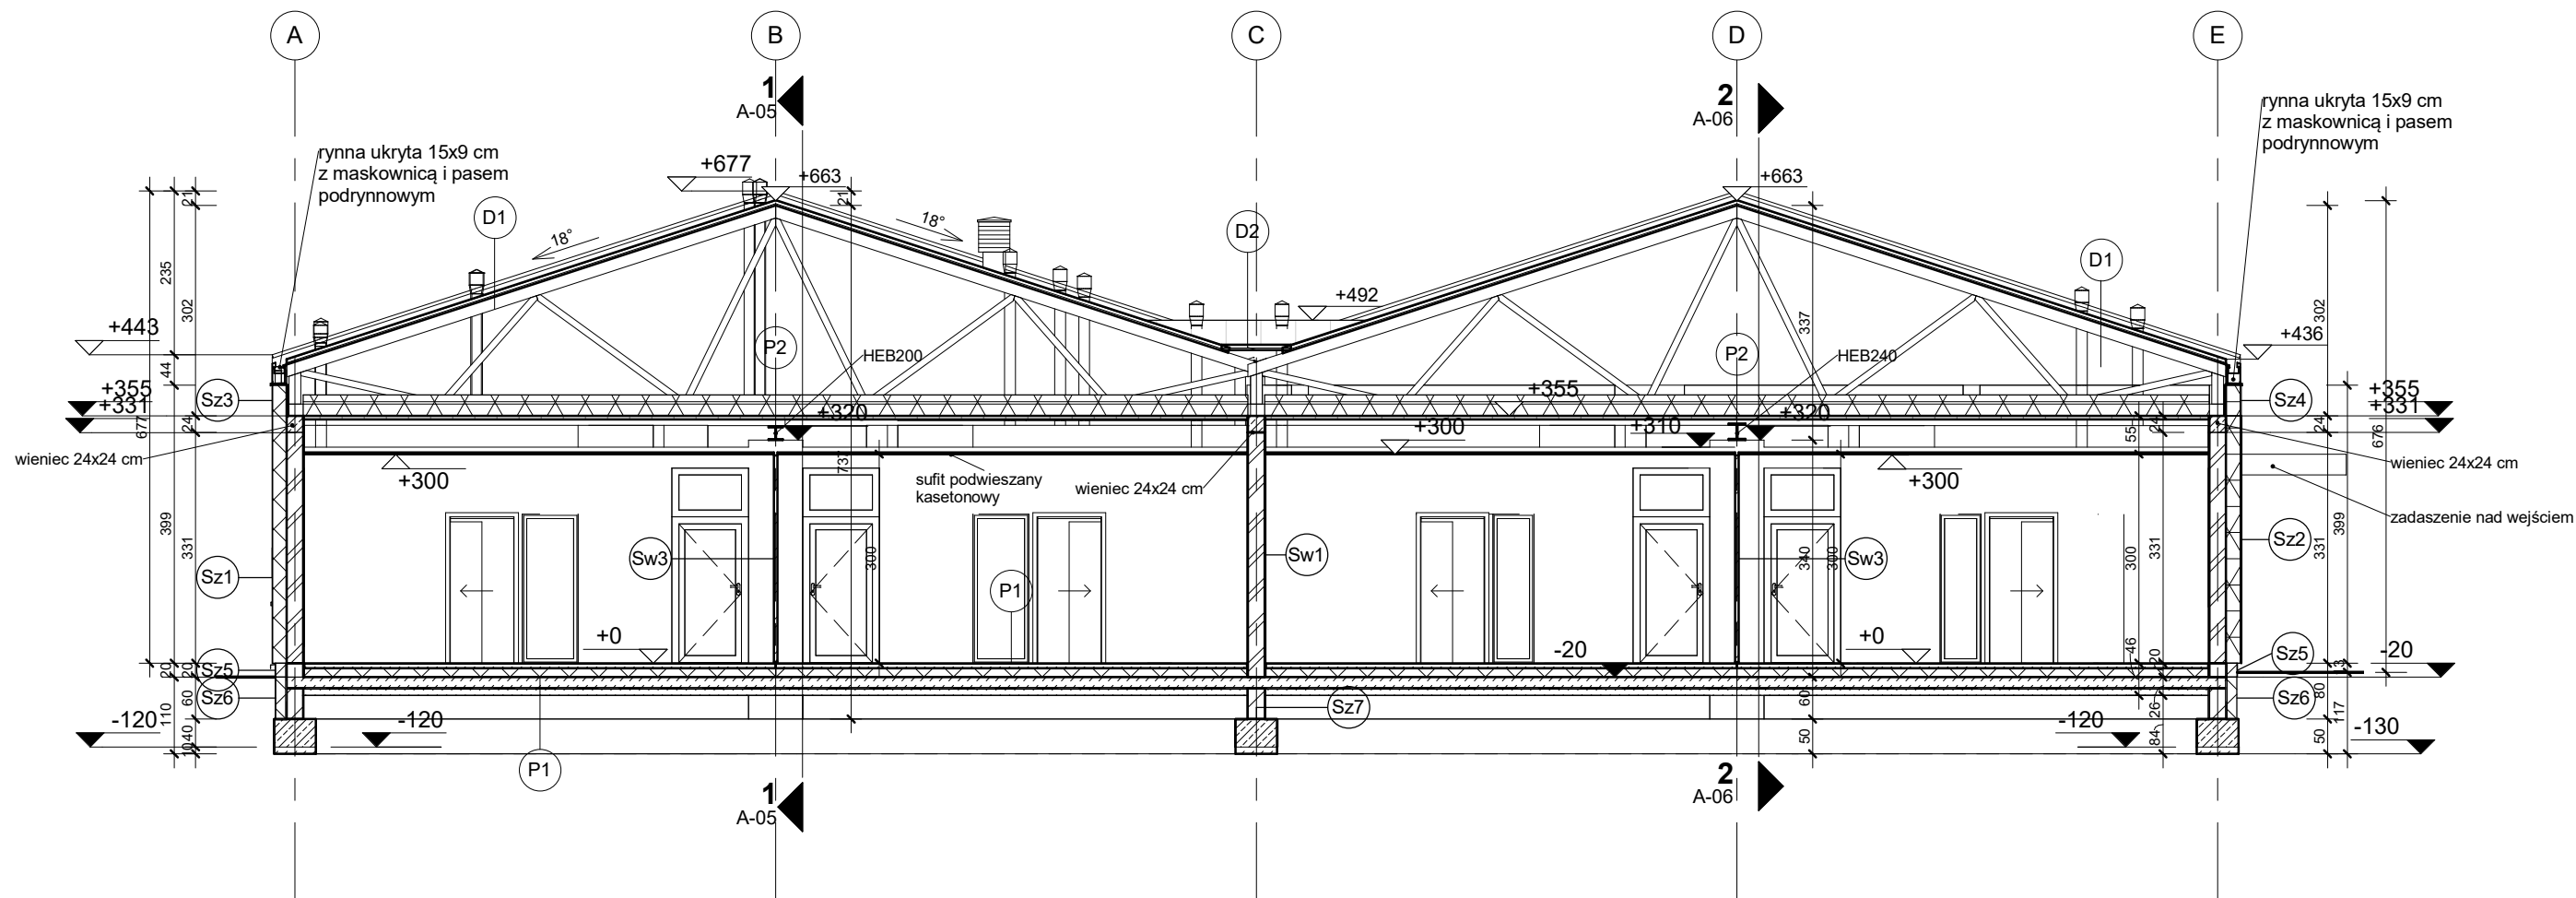 A
B
C
D
E
1
A-05
2
A-06
rynna ukryta 15x9 cm
z maskownicą i pasem
podrynnowym
rynna ukryta 15x9 cm
z maskownicą i pasem
podrynnowym
+677
+663
+663
21
21
D1
18°
18°
D2
D1
235
302
302
337
+492
+443
+436
P2
HEB200
P2
HEB240
44
+355
+331
677
Sz3
24
+320
+355
+320
+300
+310
55
24
Sz4
24
676
+355
+331
wieniec 24x24 cm
+300
737
sufit podwieszany
kasetonowy
wieniec 24x24 cm
+300
wieniec 24x24 cm
zadaszenie nad wejściem
399
331
Sz1
Sw3
300
P1
Sw1
340
300
Sw3
300
331
Sz2
331
399
+0
-20
+0
46
20
Sz5
3
-20
20
20
Sz5
Sz6
60
110
Sz7
60
26
Sz6
80
117
-120
40
10
-120
50
-120
84
50
-130
P1
1
A-05
2
A-06